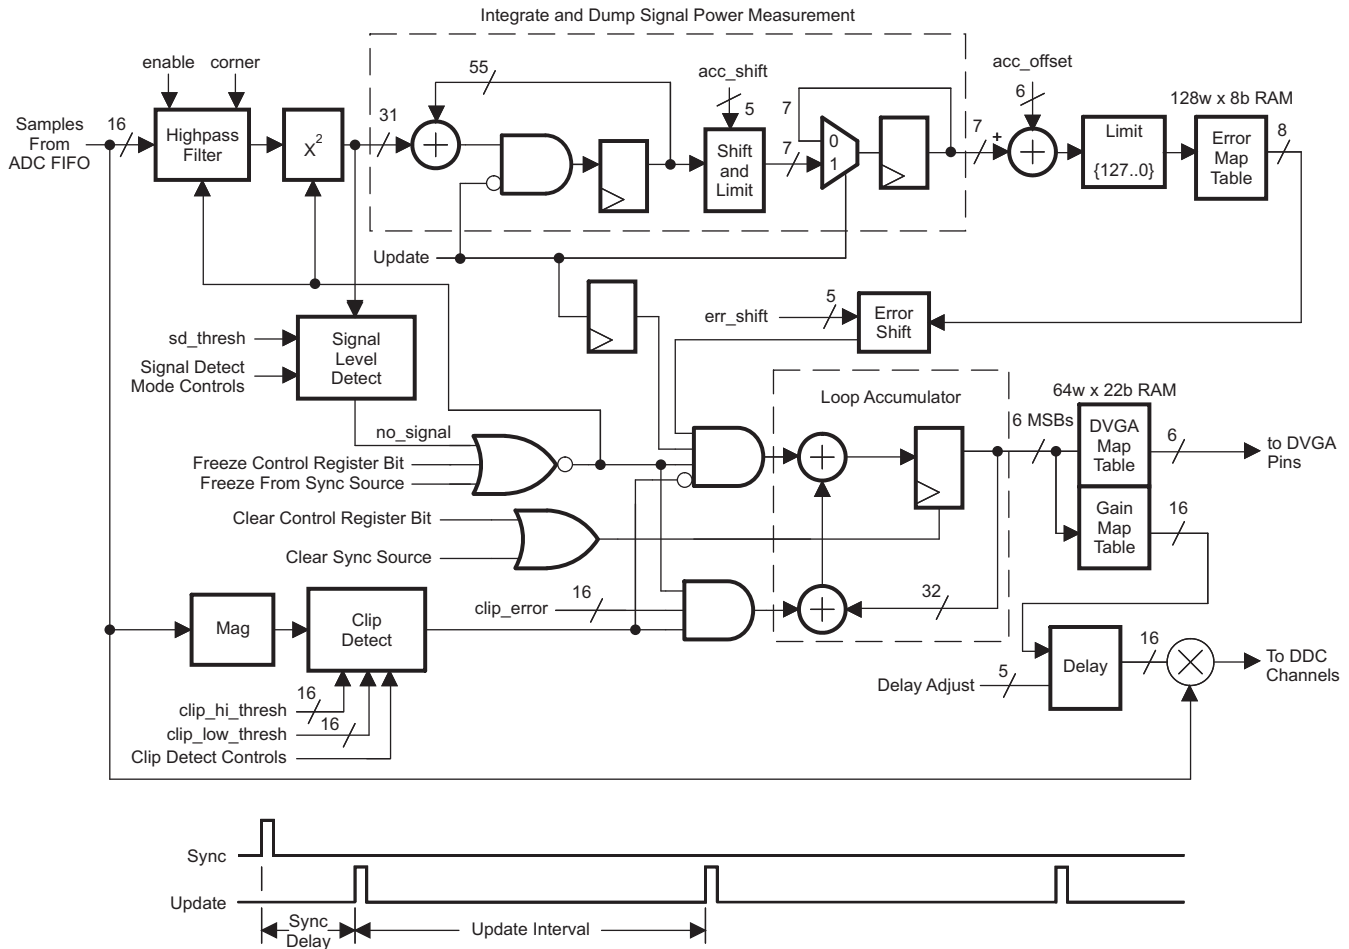 Integrate and Dump Signal Power Measurement
enable
corner
55
acc_shift
acc_offset
5
7
6
128w x 8b RAM
Samples
From
ADC FIFO
16
Highpass
Filter
X2
31
Shift
and
Limit
7
0
1
7
+
Limit
{127..0}
Error
Map
Table
8
Update
sd_thresh
Signal Detect
Mode Controls
Signal
Level
Detect
err_shift
5
Error
Shift
Loop Accumulator
64w x 22b RAM
6 MSBs
DVGA
Map
Table
6
to DVGA
Pins
no_signal
Freeze Control Register Bit
Freeze From Sync Source
Clear Control Register Bit
Clear Sync Source
Gain
Map
Table
16
clip_error
16
32
Mag
Clip
Detect
Delay Adjust
5
Delay
16
To DDC
Channels
clip_hi_thresh
16
clip_low_thresh
16
Clip Detect Controls
Sync
Update
Sync
Delay
Update Interval